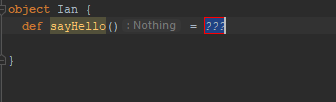 object Ian {
def sayHello() : Nothing = ???
}